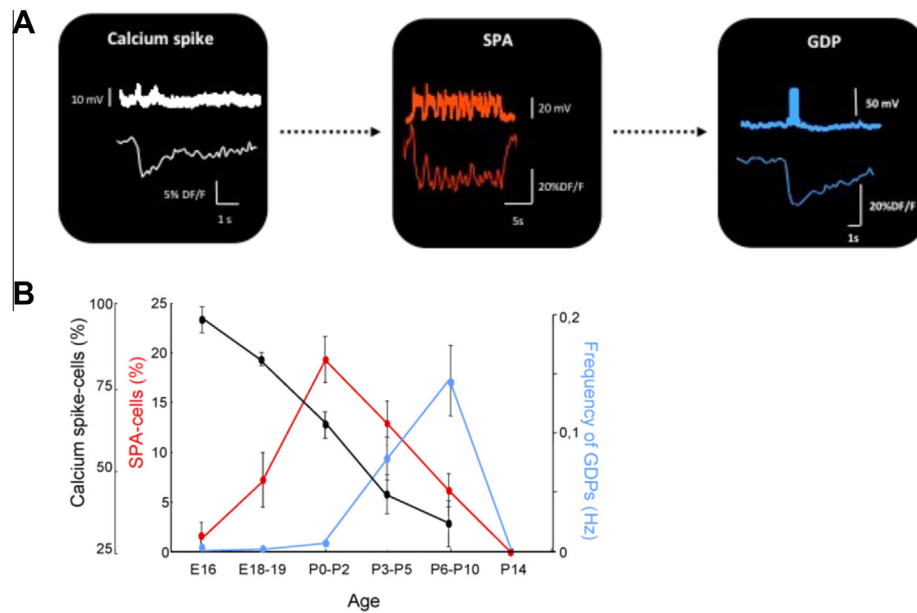 A
Calcium spike
10 mV
5% DF/F
1 s
SPA
20 mV
20%DF/F
5s
GDP
50 mV
20%DF/F
1s
B
Calcium spike-cells (%)
100
75
50
25
SPA-cells (%)
25
20
15
10
5
0
0,2
0,1
0
Frequency of GDPs (Hz)
E16 E18-19 P0-P2 P3-P5 P6-P10 P14
Age